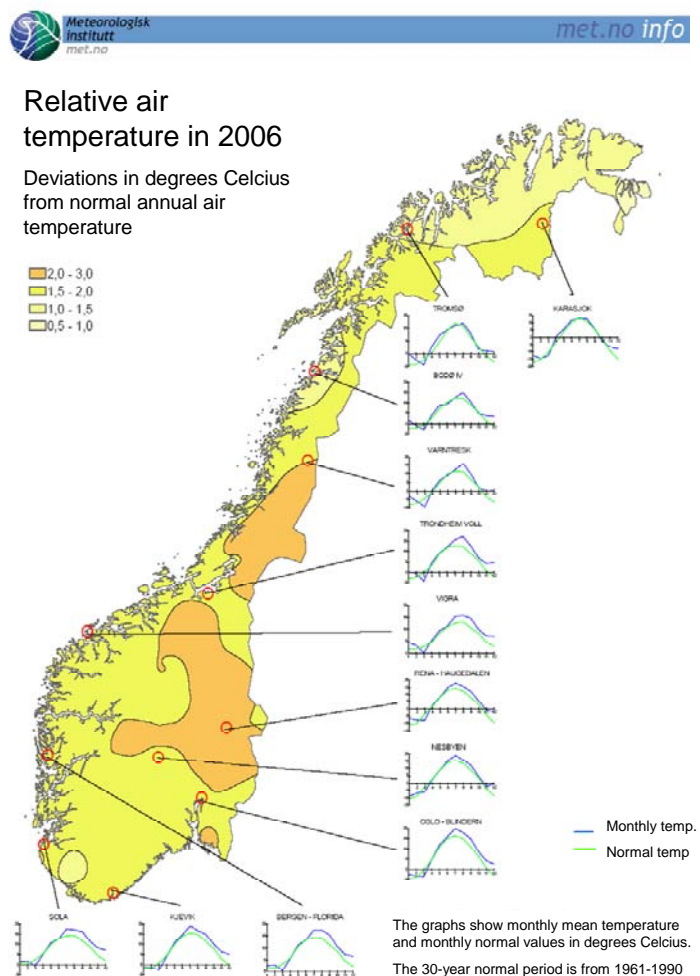 Meteorologisk
institutt
met.no
met.no info
Relative air
temperature in 2006
Deviations in degrees Celcius
from normal annual air
temperature
2,0 - 3,0
1,5 - 2,0
1,0 - 1,5
0,5 - 1,0
TROMSØ
KARASJOK
BODØ IV
VARNTRESK
TRONDHEIM VOLL
VIGRA
RENA - HAUGEDALEN
NESBYEN
OSLO - BLINDERN
Monthly temp.
Normal temp
SOLA
KJEVIK
BERGEN - FLORIDA
The graphs show monthly mean temperature
and monthly normal values in degrees Celcius.
The 30-year normal period is from 1961-1990